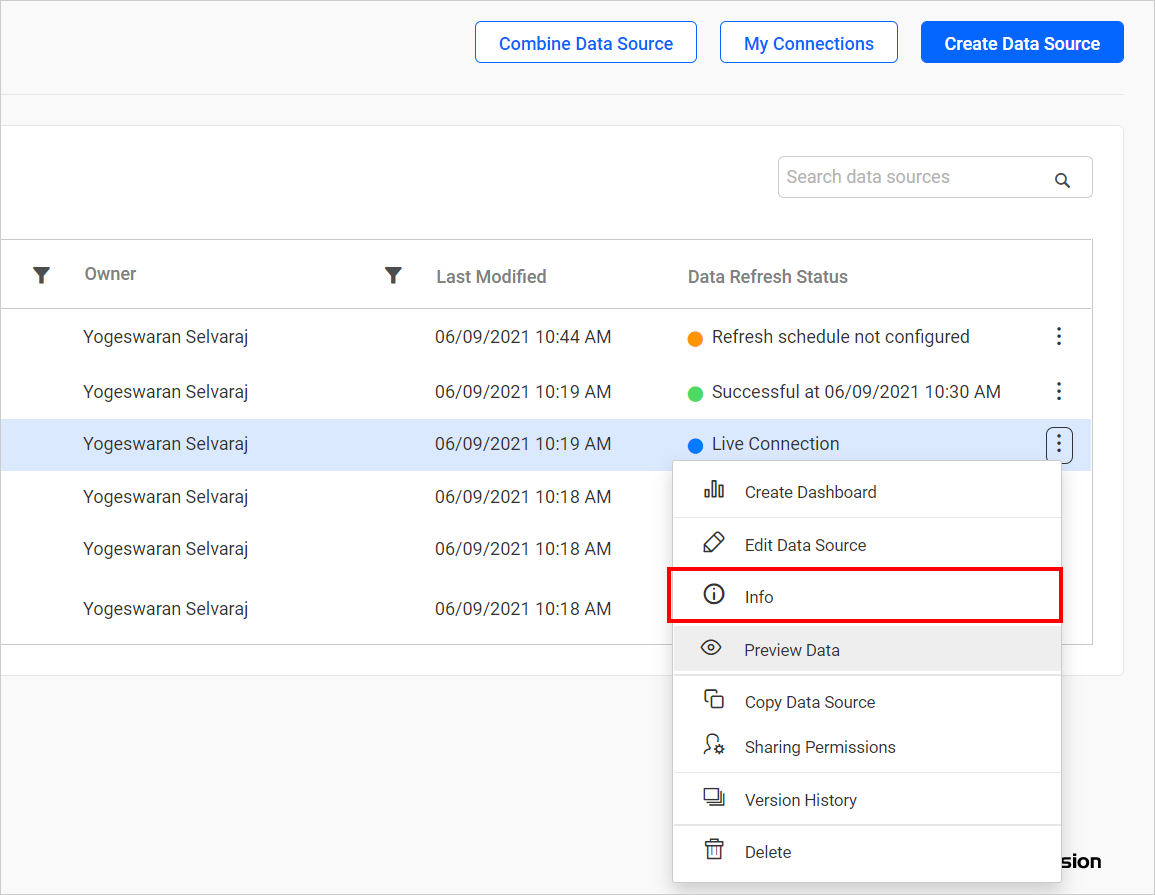 Combine Data Source My Connections Create Data Source
Search data sources
Owner Last Modified Data Refresh Status
Yogeswaran Selvaraj 06/09/2021 10:44 AM Refresh schedule not configured
Yogeswaran Selvaraj 06/09/2021 10:19 AM Successful at 06/09/2021 10:30 AM
Yogeswaran Selvaraj 06/09/2021 10:19 AM Live Connection
Yogeswaran Selvaraj 06/09/2021 10:18 AM
Yogeswaran Selvaraj 06/09/2021 10:18 AM
Yogeswaran Selvaraj 06/09/2021 10:18 AM
Create Dashboard
Edit Data Source
Info
Preview Data
Copy Data Source
Sharing Permissions
Version History
Delete
sion